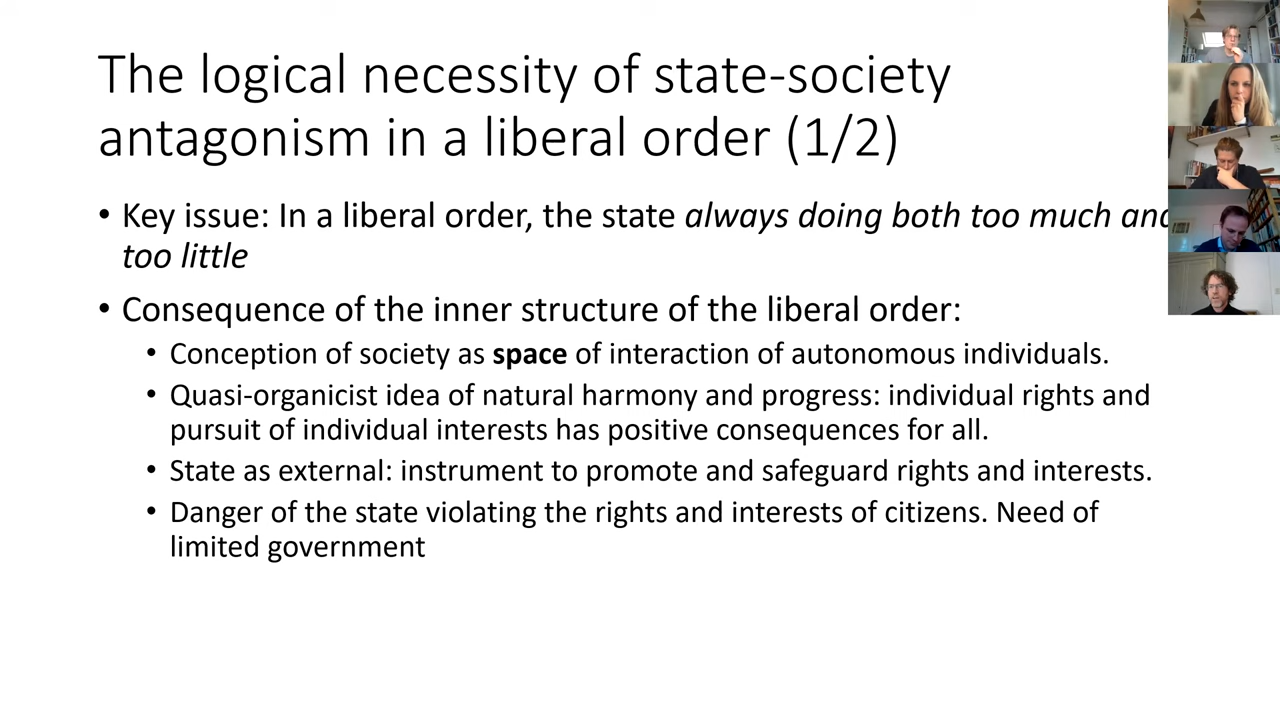 The logical necessity of state-society
antagonism in a liberal order (1/2)
• Key issue: In a liberal order, the state always doing both too much and
too little
• Consequence of the inner structure of the liberal order:
• Conception of society as space of interaction of autonomous individuals.
• Quasi-organicist idea of natural harmony and progress: individual rights and
pursuit of individual interests has positive consequences for all.
• State as external: instrument to promote and safeguard rights and interests.
• Danger of the state violating the rights and interests of citizens. Need of
limited government